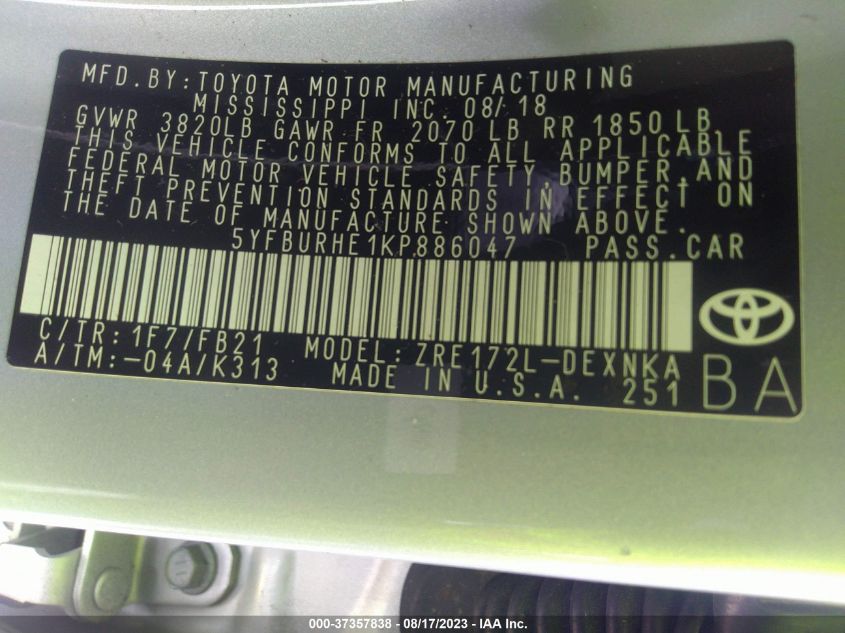 MFD.BY:TOYOTA MOTOR MANUFACTURING
MISSISSIPPI INC. 08/18
GVWR 3820LB GAWR FR 2070 LB RR 1850 LB
THIS VEHICLE CONFORMS TO ALL APPLICABLE
FEDERAL MOTOR VEHICLE SAFETY,BUMPER,AND
THEFT PREVENTION STANDARDS IN EFFECT ON
THE DATE OF MANUFACTURE SHOWN ABOVE.
5YFBURHE1KP886047 PASS.CAR
C/TR: 1F7/FB21 MODEL: ZRE172L-DEXNKA
A/TM:-04A/K313 MADE IN U.S.A. 251
BA
000-37357838 - 08/17/2023 - IAA Inc.